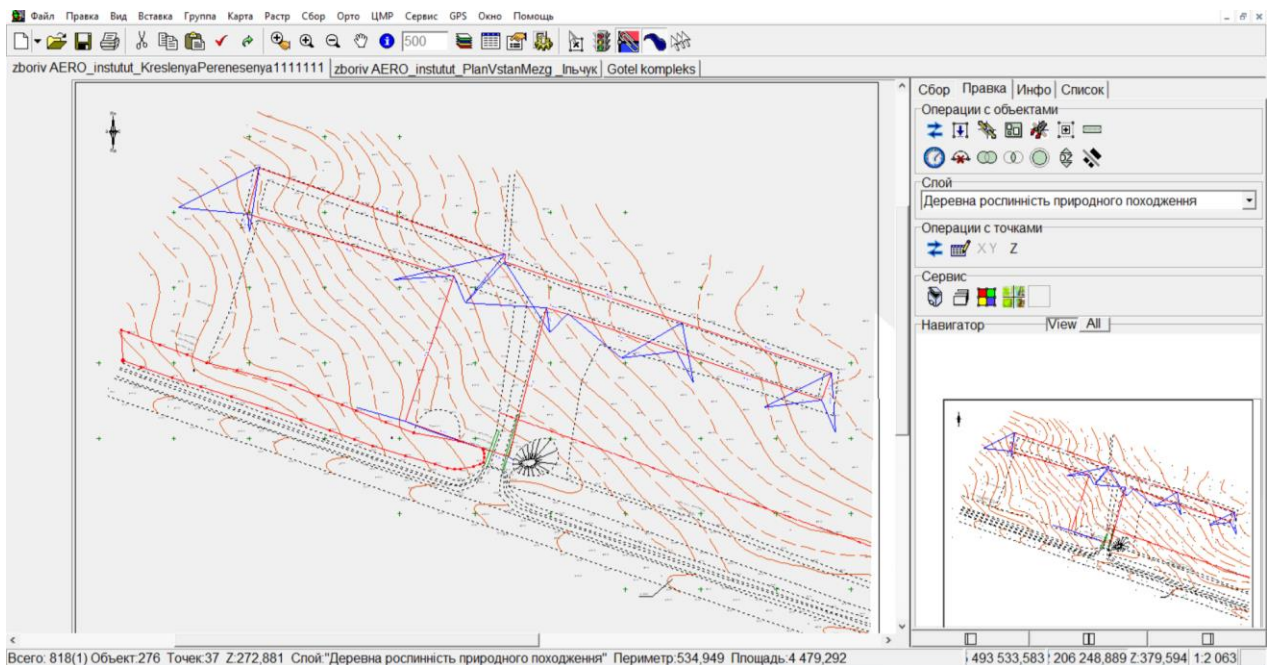 Файл Правка Вид Вставка Группа Карта Растр Сбор Орто ЦМР Сервис GPS Окно Помощь
500
zboriv AERO_instutut_KreslenyaPerenesenya1111111 zboriv AERO_instutut_PlanVstanMezg _Ільчук Gotel kompleks
Сбор Правка Инфо Список
Операции с объектами
Слой
Деревна рослинність природного походження
Операции с точками
X Y Z
Сервис
Навигатор View All
Всего: 818(1) Объект:276 Точек:37 Z:272,881 Слой:"Деревна рослинність природного походження" Периметр:534,949 Площадь:4 479,292 493 533,583 206 248,889 Z:379,594 1:2 063